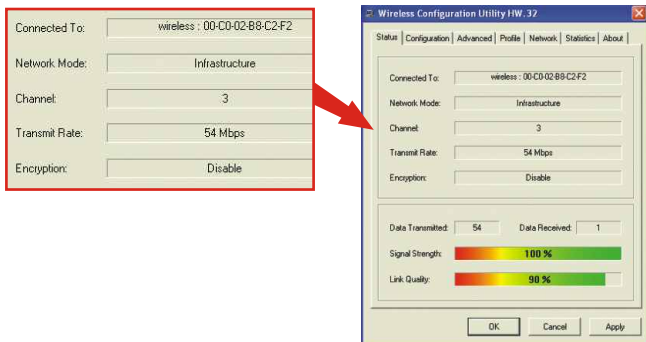 Connected To: wireless : 00-C0-02-B8-C2-F2
Network Mode: Infrastructure
Channel: 3
Transmit Rate: 54 Mbps
Encryption: Disable
Wireless Configuration Utility HW.32
Status Configuration Advanced Profile Network Statistics About
Connected To: wireless : 00-C0-02-B8-C2-F2
Network Mode: Infrastructure
Channel: 3
Transmit Rate: 54 Mbps
Encryption: Disable
Data Transmitted: 54 Data Received: 1
Signal Strength: 100 %
Link Quality: 90 %
OK Cancel Apply